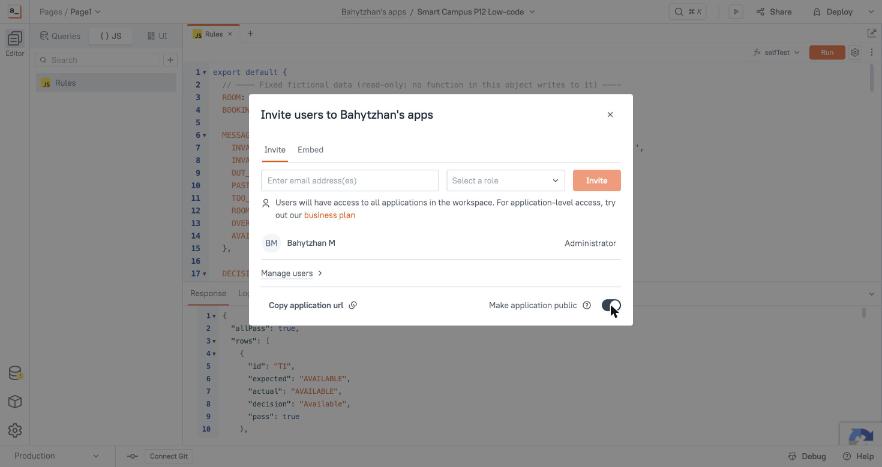 a_
Pages / Page1
Bahytzhan's apps / Smart Campus P12 Low-code
⌘ K
Share
Deploy
Editor
Queries
{ } JS
UI
Search
+
JS Rules
JS Rules ×
+
selfTest
Run
1 export default {
2 // ---- Fixed fictional data (read-only: no function in this object writes to it) ----
3 ROOM:
4 BOOKIN
5
6 MESSAG
7 INVA
8 INVA
9 OUT_
10 PAST
11 TOO_
12 ROOM
13 OVER
14 AVAI
15 },
16
17 DECISI
Invite users to Bahytzhan's apps
×
Invite
Embed
Enter email address(es)
Select a role
Invite
Users will have access to all applications in the workspace. For application-level access, try
out our business plan
BM Bahytzhan M
Administrator
Manage users >
Copy application url
Make application public
Response
1 {
2 "allPass": true,
3 "rows": [
4 {
5 "id": "T1",
6 "expected": "AVAILABLE",
7 "actual": "AVAILABLE",
8 "decision": "Available",
9 "pass": true
10 },
Production
Connect Git
Debug
Help